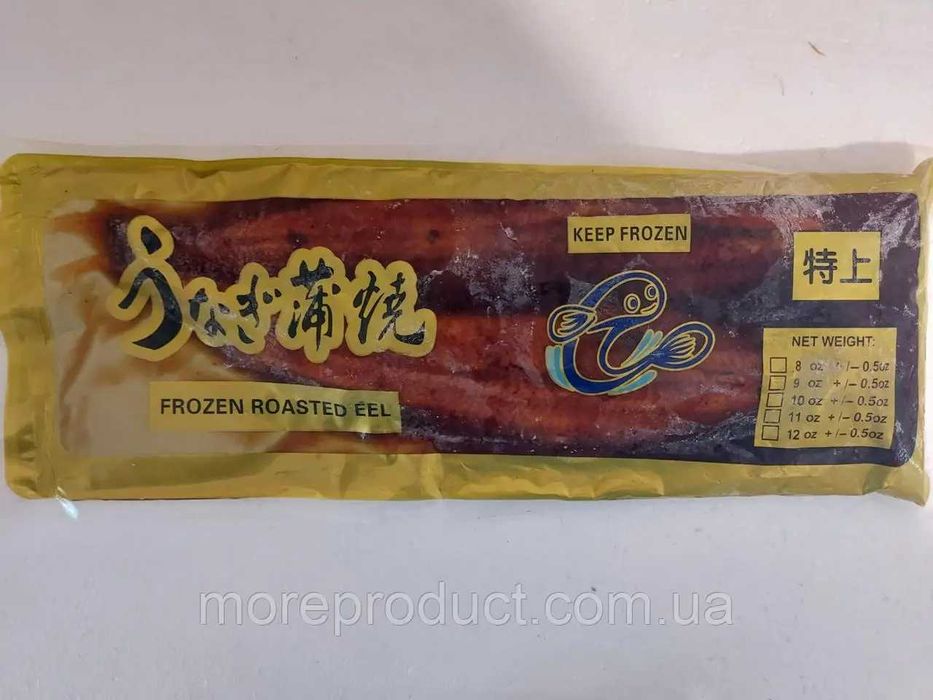 KEEP FROZEN
特上
うなぎ蒲焼
FROZEN ROASTED EEL
NET WEIGHT:
8 oz +/– 0.5oz
9 oz +/– 0.5oz
10 oz +/– 0.5oz
11 oz +/– 0.5oz
12 oz +/– 0.5oz
moreproduct.com.ua